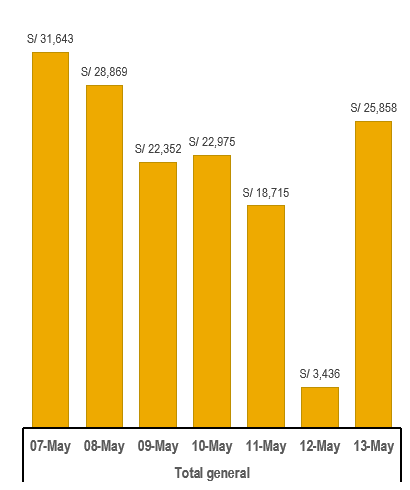 S/ 31,643
S/ 28,869
S/ 22,352
S/ 22,975
S/ 18,715
S/ 3,436
S/ 25,858
07-May 08-May 09-May 10-May 11-May 12-May 13-May
Total general